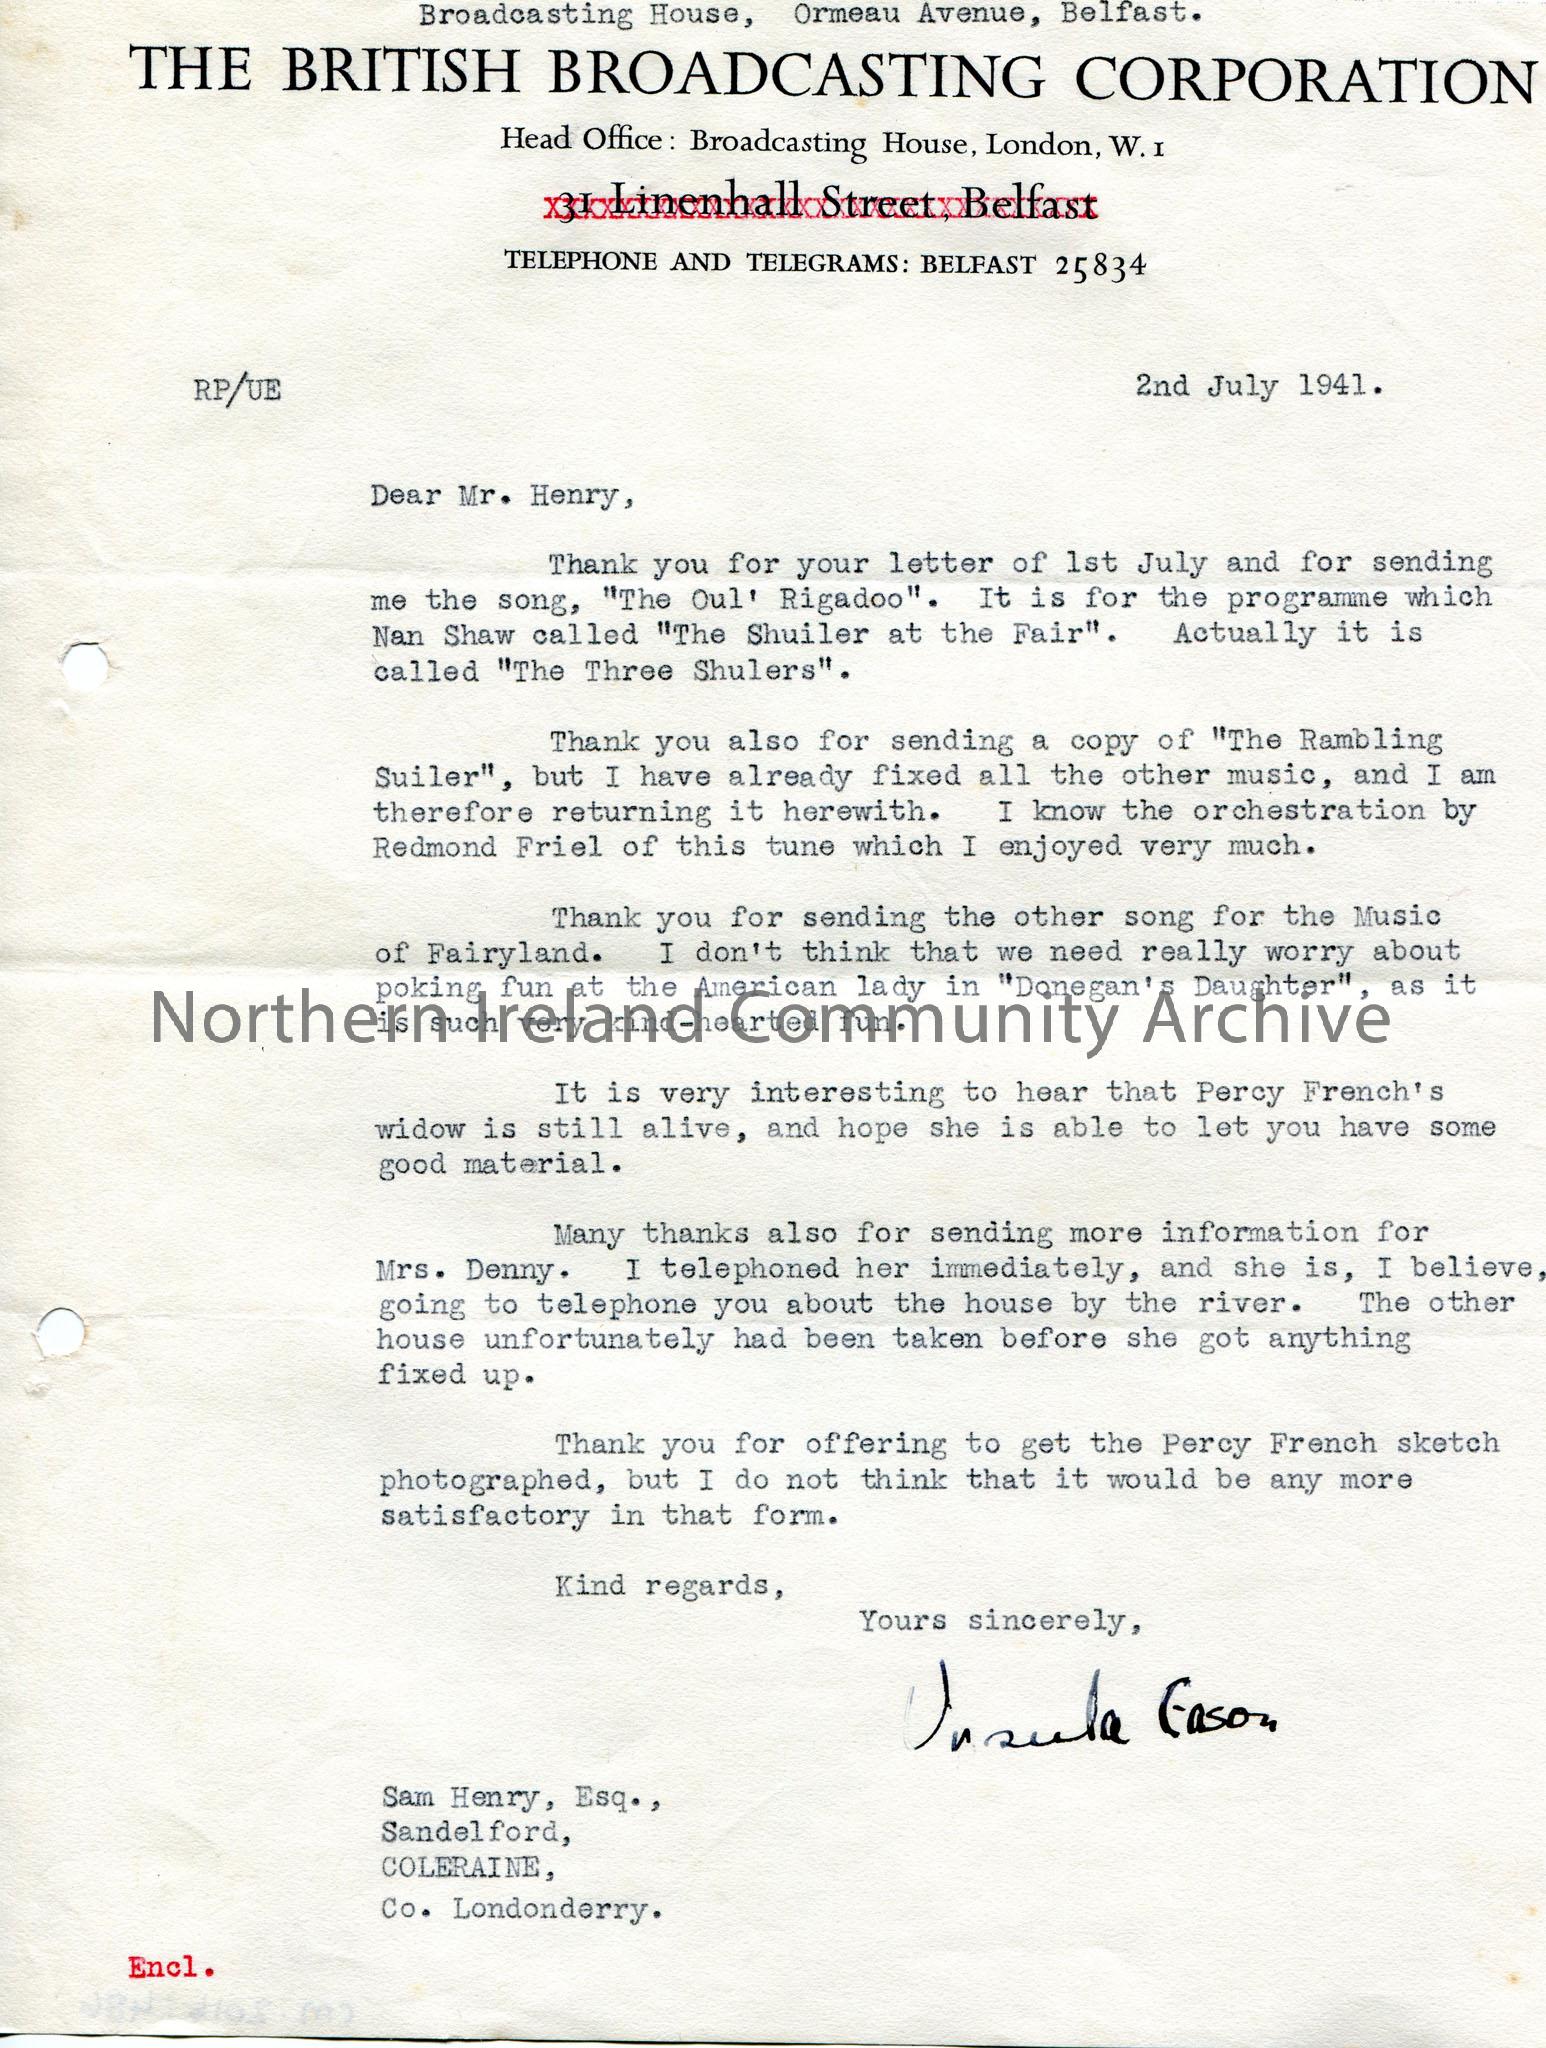 Broadcasting House, Ormeau Avenue, Belfast.
THE BRITISH BROADCASTING CORPORATION
Head Office: Broadcasting House, London, W.1
31 Linenhall Street, Belfast
TELEPHONE AND TELEGRAMS: BELFAST 25834
RP/UE
2nd July 1941.
Dear Mr. Henry,
Thank you for your letter of 1st July and for sending
me the song, "The Oul' Rigadoo". It is for the programme which
Nan Shaw called "The Shuiler at the Fair". Actually it is
called "The Three Shulers".
Thank you also for sending a copy of "The Rambling
Suiler", but I have already fixed all the other music, and I am
therefore returning it herewith. I know the orchestration by
Redmond Friel of this tune which I enjoyed very much.
Thank you for sending the other song for the Music
of Fairyland. I don't think that we need really worry about
poking fun at the American lady in "Donegan's Daughter", as it
is such very kind-hearted fun.
Northern Ireland Community Archive
It is very interesting to hear that Percy French's
widow is still alive, and hope she is able to let you have some
good material.
Many thanks also for sending more information for
Mrs. Denny. I telephoned her immediately, and she is, I believe,
going to telephone you about the house by the river. The other
house unfortunately had been taken before she got anything
fixed up.
Thank you for offering to get the Percy French sketch
photographed, but I do not think that it would be any more
satisfactory in that form.
Kind regards,
Yours sincerely,
Ursula Eason
Sam Henry, Esq.,
Sandelford,
COLERAINE,
Co. Londonderry.
Encl.